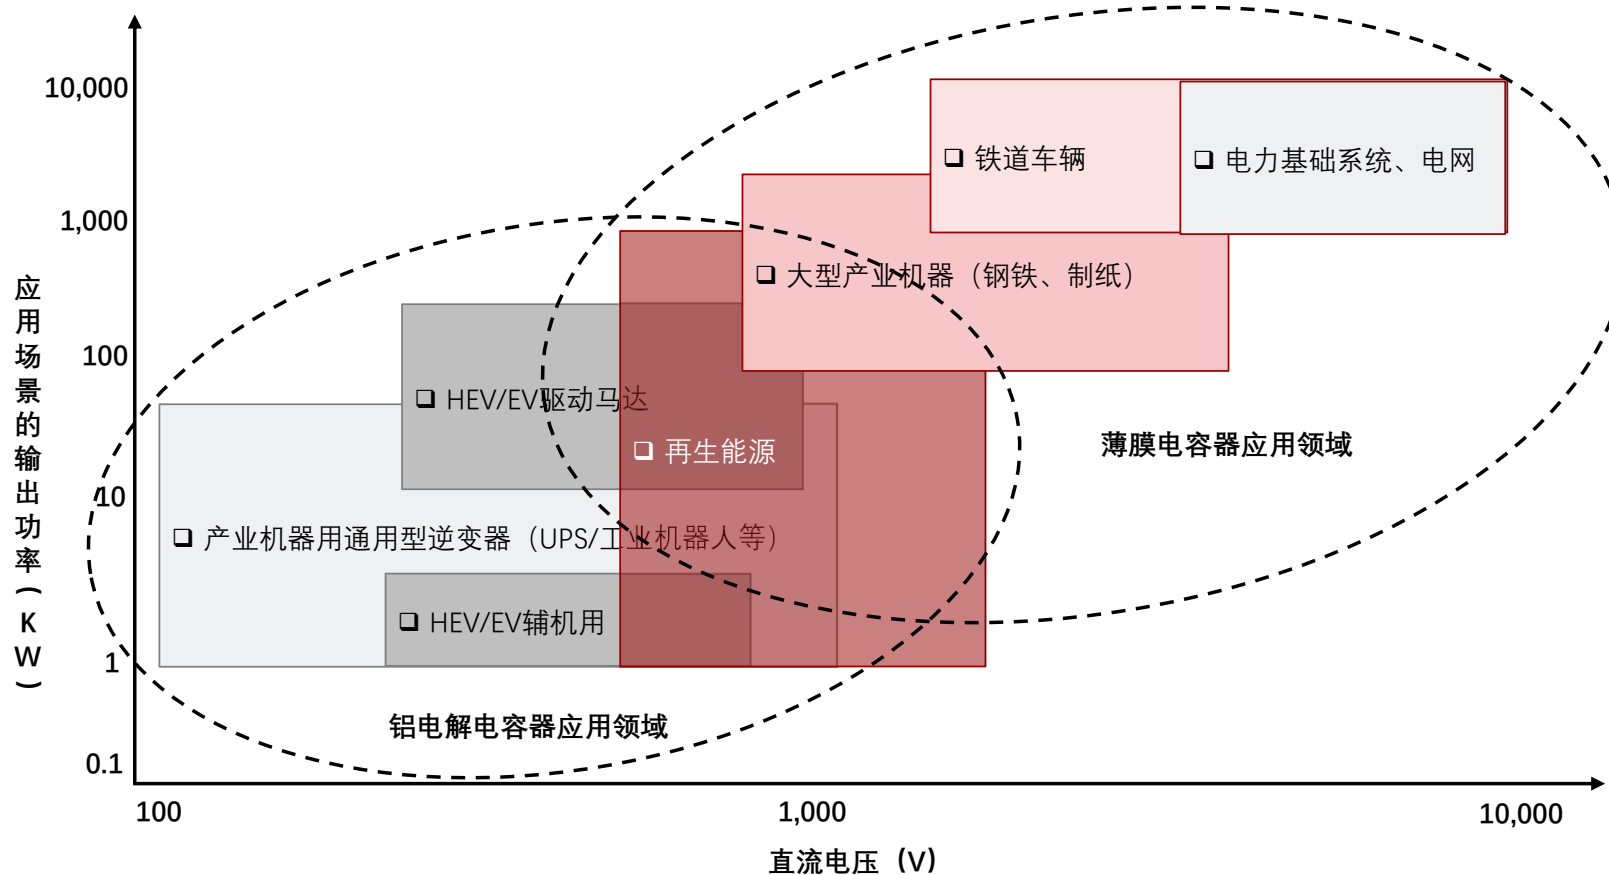 10,000
1,000
100
10
1
0.1
应用场景的输出功率(KW)
铁道车辆
电力基础系统、电网
大型产业机器（钢铁、制纸）
HEV/EV驱动马达
再生能源
薄膜电容器应用领域
产业机器用通用型逆变器（UPS/工业机器人等）
HEV/EV辅机用
铝电解电容器应用领域
100
1,000
10,000
直流电压（V）